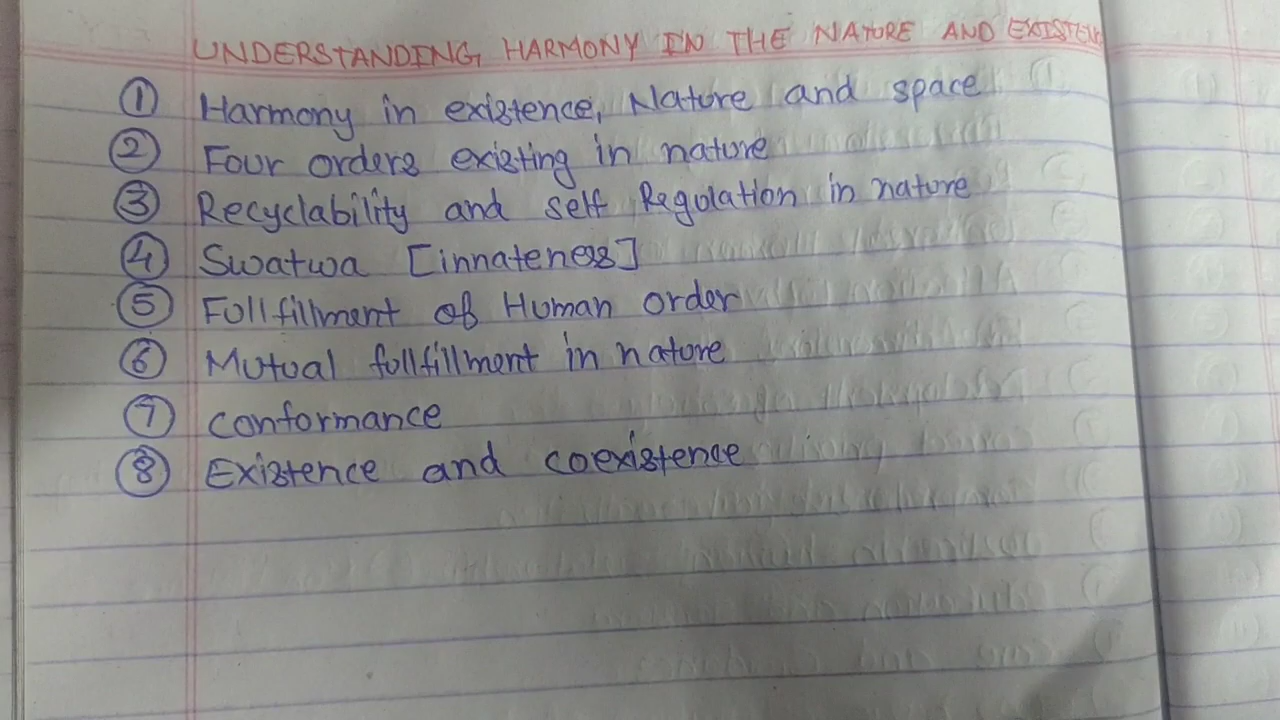 UNDERSTANDING HARMONY IN THE NATURE AND EXISTENC
① Harmony in existence, Nature and space
② Four orders existing in nature
③ Recyclability and self Regulation in nature
④ Swatwa [innateness]
⑤ Fullfillment of Human order
⑥ Mutual fullfillment in nature
⑦ conformance
⑧ Existence and coexistence